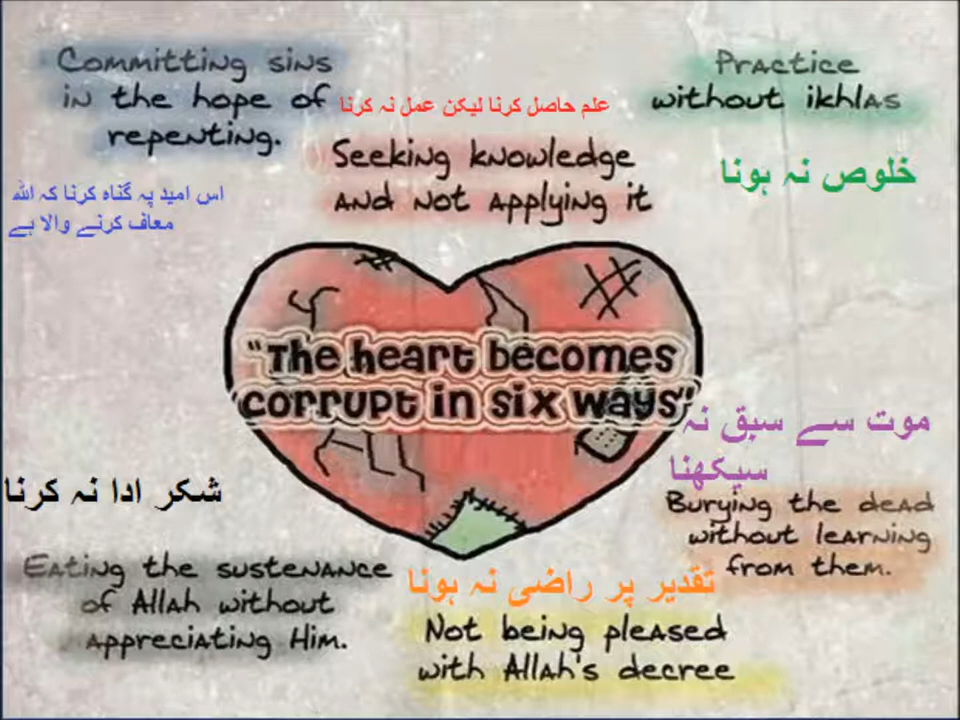 Committing sins
in the hope of
repenting.
اس امید پہ گناہ کرنا کہ اللہ
معاف کرنے والا ہے
علم حاصل کرنا لیکن عمل نہ کرنا
Seeking knowledge
and not applying it
Practice
without ikhlas
خلوص نہ ہونا
"The heart becomes
corrupt in six ways"
موت سے سبق نہ
سیکھنا
Burying the dead
without learning
from them.
شکر ادا نہ کرنا
Eating the sustenance
of Allah without
appreciating Him.
تقدیر پر راضی نہ ہونا
Not being pleased
with Allah's decree